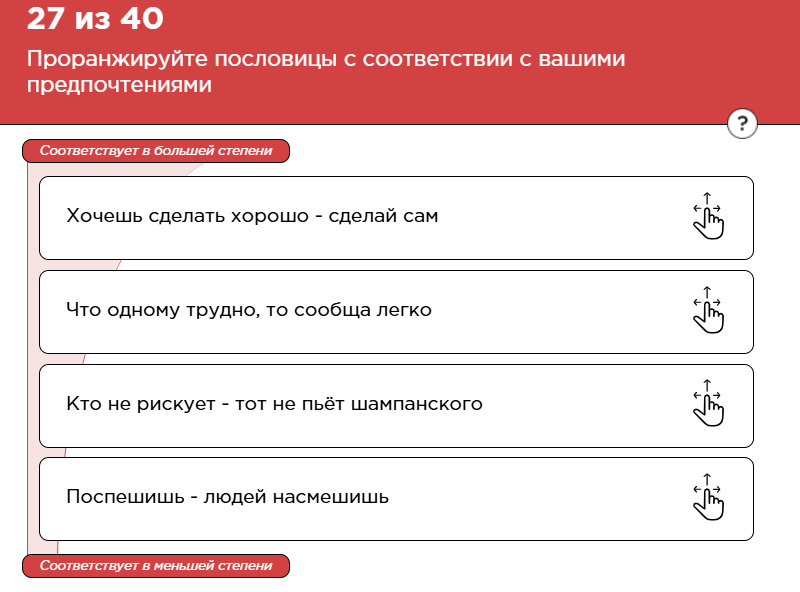 27 из 40
Проранжируйте пословицы с соответствии с вашими
предпочтениями
?
Соответствует в большей степени
Хочешь сделать хорошо - сделай сам
Что одному трудно, то сообща легко
Кто не рискует - тот не пьёт шампанского
Поспешишь - людей насмешишь
Соответствует в меньшей степени